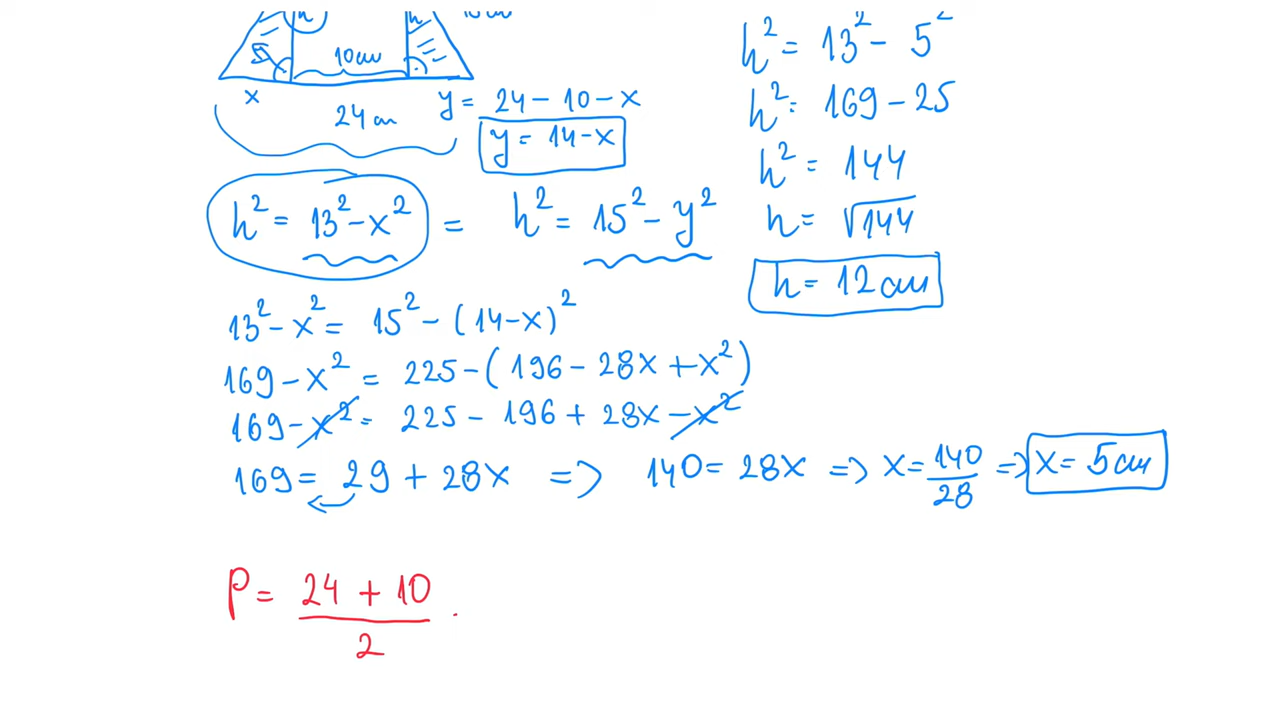 h
h
10cm
x
24cm
y = 24 - 10 - x
y = 14 - x
h² = 13² - x² = h² = 15² - y²
13² - x² = 15² - (14 - x)²
169 - x² = 225 - (196 - 28x + x²)
169 - x² = 225 - 196 + 28x - x²
169 = 29 + 28x => 140 = 28x => x = 140/28 => x = 5cm
h² = 13² - 5²
h² = 169 - 25
h² = 144
h = √144
h = 12cm
P = (24 + 10)/2 ·